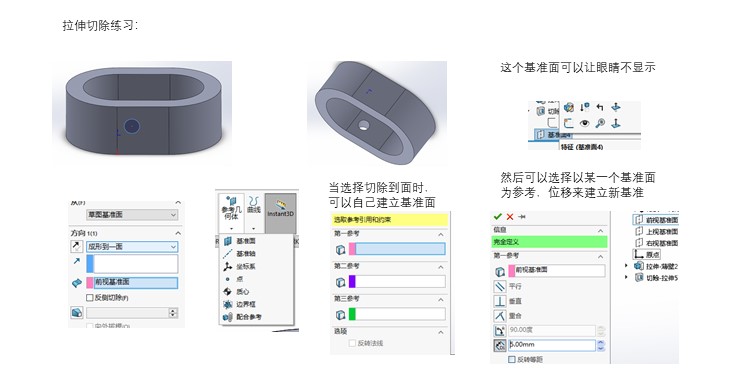 拉伸切除练习：
这个基准面可以让眼睛不显示
切除
基准面4
特征 (基准面4)
然后可以选择以某一个基准面
为参考，位移来建立新基准
当选择切除到面时，
可以自己建立基准面
从(F)
草图基准面
方向 1(1)
成形到一面
前视基准面
反侧切除(F)
向外拔模(O)
参考几何体
曲线
Instant3D
基准面
基准轴
坐标系
点
质心
边界框
配合参考
选取参考引用和约束
第一参考
第二参考
第三参考
选项
反转法线
信息
完全定义
第一参考
前视基准面
平行
垂直
重合
90.00度
5.00mm
反转等距
前视基准面
上视基准面
右视基准面
原点
拉伸-薄壁2
切除-拉伸5